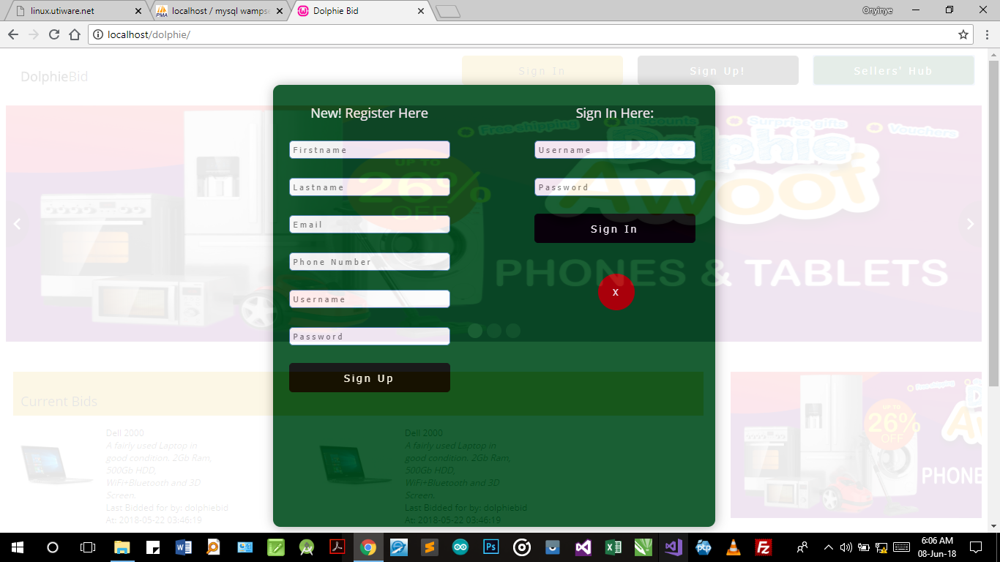 linux.utiware.net
localhost / mysql wampse
Dolphie Bid
Onyinye
localhost/dolphie/
DolphieBid
Sign In
Sign Up!
Sellers' Hub
New! Register Here
Sign In Here:
Free shipping
discounts
Surprise gifts
Vouchers
Firstname
Username
Dolphie
UP TO
26%
OFF
Lastname
Password
Awoof
Email
Sign In
Phone Number
PHONES & TABLETS
X
Username
Password
Sign Up
Current Bids
Dell 2000
A fairly used Laptop in
good condition. 2Gb Ram,
500Gb HDD,
WiFi+Bluetooth and 3D
Screen.
Last Bidded for by: dolphiebid
At: 2018-05-22 03:46:19
Dell 2000
A fairly used Laptop in
good condition. 2Gb Ram,
500Gb HDD,
WiFi+Bluetooth and 3D
Screen.
Last Bidded for by: dolphiebid
At: 2018-05-22 03:46:19
Free shipping
UP TO
26%
OFF
PHON
6:06 AM
08-Jun-18